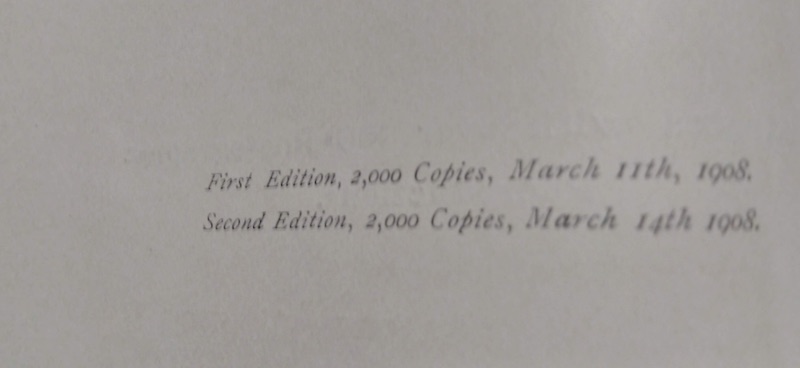 First Edition, 2,000 Copies, March 11th, 1908.
Second Edition, 2,000 Copies, March 14th 1908.